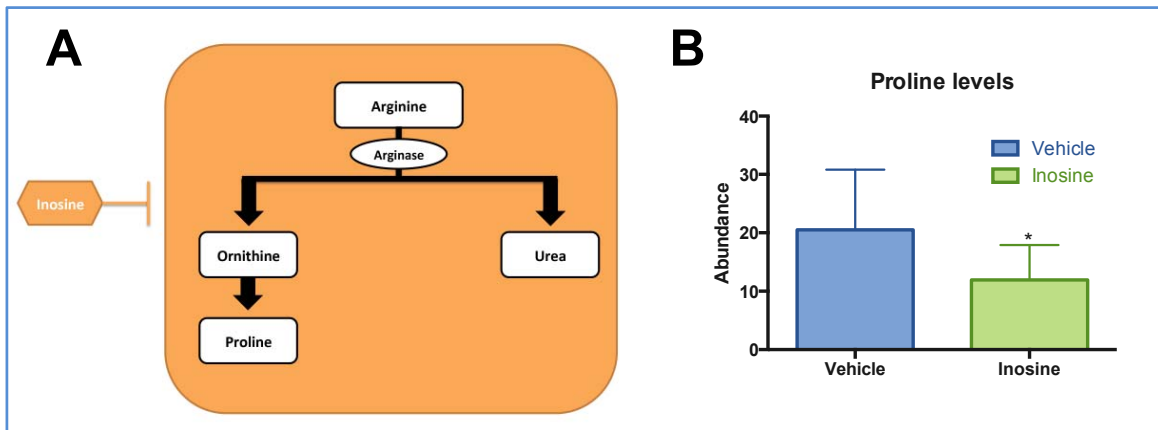 A
Arginine
Arginase
Inosine
Ornithine
Urea
Proline
B
Proline levels
Vehicle
Inosine
Abundance
40
30
20
10
0
*
Vehicle
Inosine